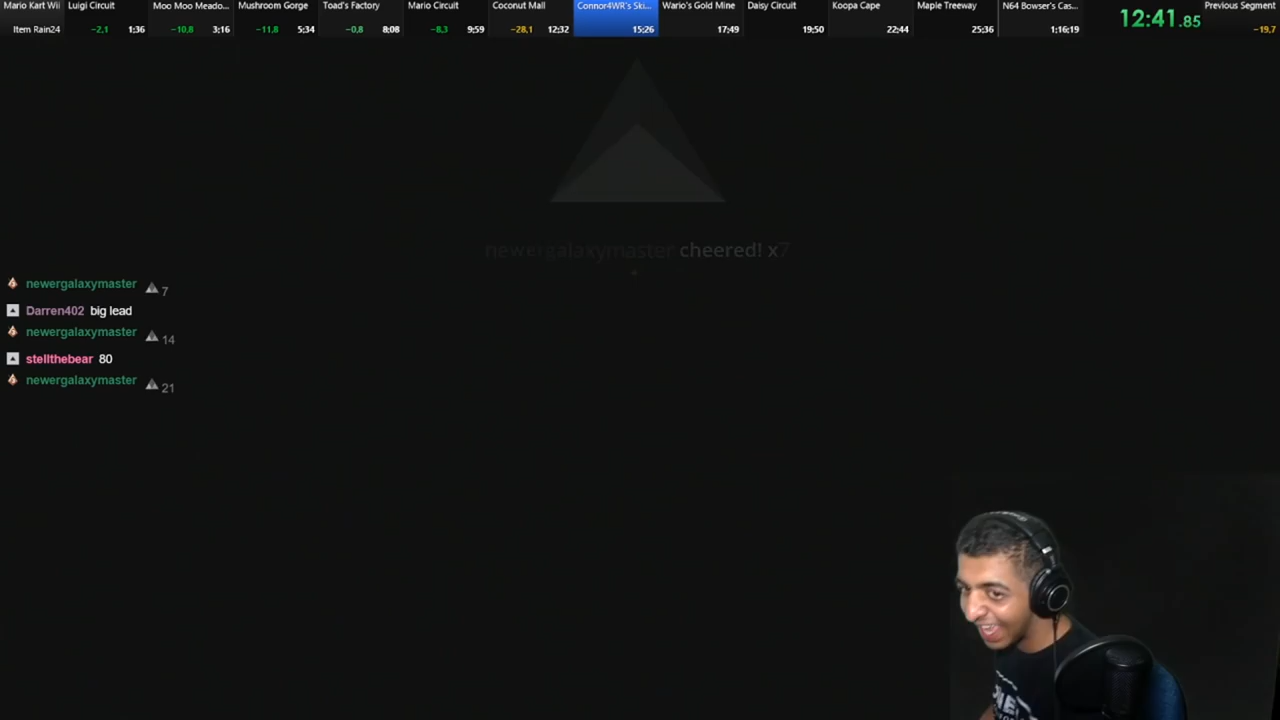 Mario Kart Wii
Item Rain24
Luigi Circuit
-2,1 1:36
Moo Moo Meado...
-10,8 3:16
Mushroom Gorge
-11,8 5:34
Toad's Factory
-0,8 8:08
Mario Circuit
-8,3 9:59
Coconut Mall
-28,1 12:32
Connor4WR's Ski...
15:26
Wario's Gold Mine
17:49
Daisy Circuit
19:50
Koopa Cape
22:44
Maple Treeway
25:36
N64 Bowser's Cas...
1:16:19
12:41.85
Previous Segment
-19,7
newergalaxymaster cheered! x7
newergalaxymaster 7
Darren402 big lead
newergalaxymaster 14
stellthebear 80
newergalaxymaster 21